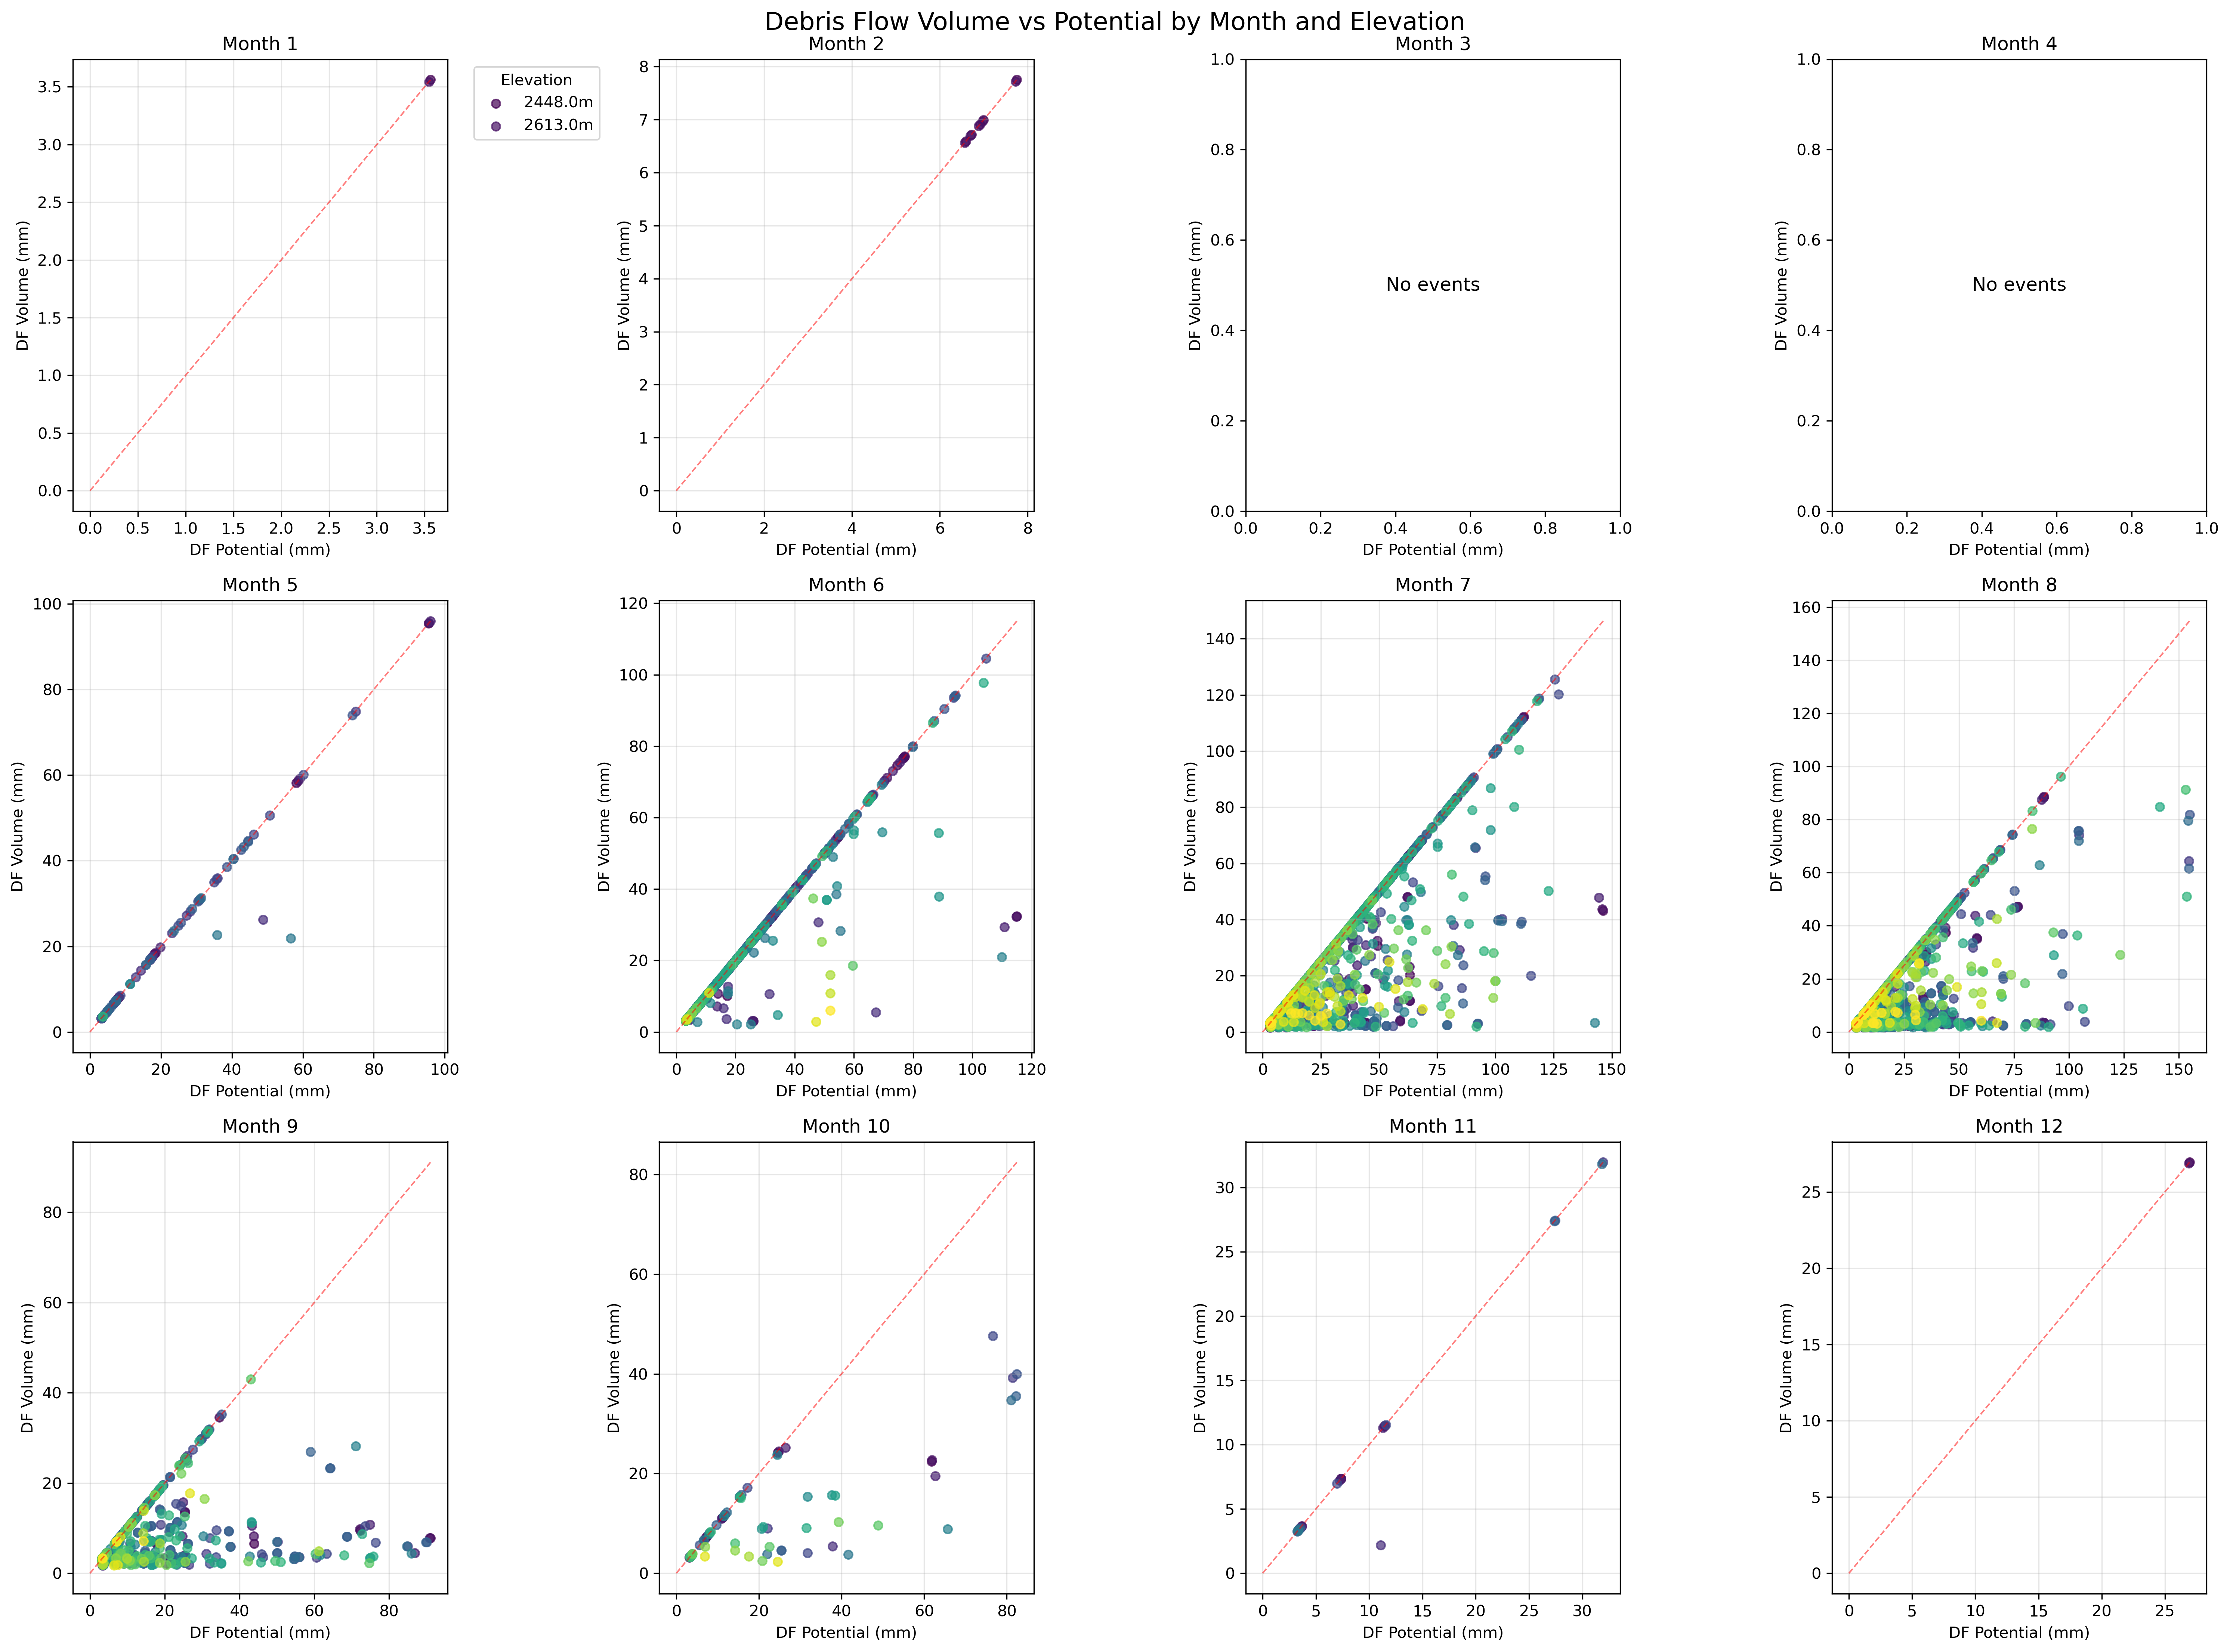 Debris Flow Volume vs Potential by Month and Elevation
Month 1
3.5
3.0
2.5
2.0
1.5
1.0
0.5
0.0
DF Volume (mm)
0.0 0.5 1.0 1.5 2.0 2.5 3.0 3.5
DF Potential (mm)
Elevation
2448.0m
2613.0m
Month 2
8
7
6
5
4
3
2
1
0
DF Volume (mm)
0 2 4 6 8
DF Potential (mm)
Month 3
1.0
0.8
0.6
0.4
0.2
0.0
DF Volume (mm)
No events
0.0 0.2 0.4 0.6 0.8 1.0
DF Potential (mm)
Month 4
1.0
0.8
0.6
0.4
0.2
0.0
DF Volume (mm)
No events
0.0 0.2 0.4 0.6 0.8 1.0
DF Potential (mm)
Month 5
100
80
60
40
20
0
DF Volume (mm)
0 20 40 60 80 100
DF Potential (mm)
Month 6
120
100
80
60
40
20
0
DF Volume (mm)
0 20 40 60 80 100 120
DF Potential (mm)
Month 7
140
120
100
80
60
40
20
0
DF Volume (mm)
0 25 50 75 100 125 150
DF Potential (mm)
Month 8
160
140
120
100
80
60
40
20
0
DF Volume (mm)
0 25 50 75 100 125 150
DF Potential (mm)
Month 9
80
60
40
20
0
DF Volume (mm)
0 20 40 60 80
DF Potential (mm)
Month 10
80
60
40
20
0
DF Volume (mm)
0 20 40 60 80
DF Potential (mm)
Month 11
30
25
20
15
10
5
0
DF Volume (mm)
0 5 10 15 20 25 30
DF Potential (mm)
Month 12
25
20
15
10
5
0
DF Volume (mm)
0 5 10 15 20 25
DF Potential (mm)